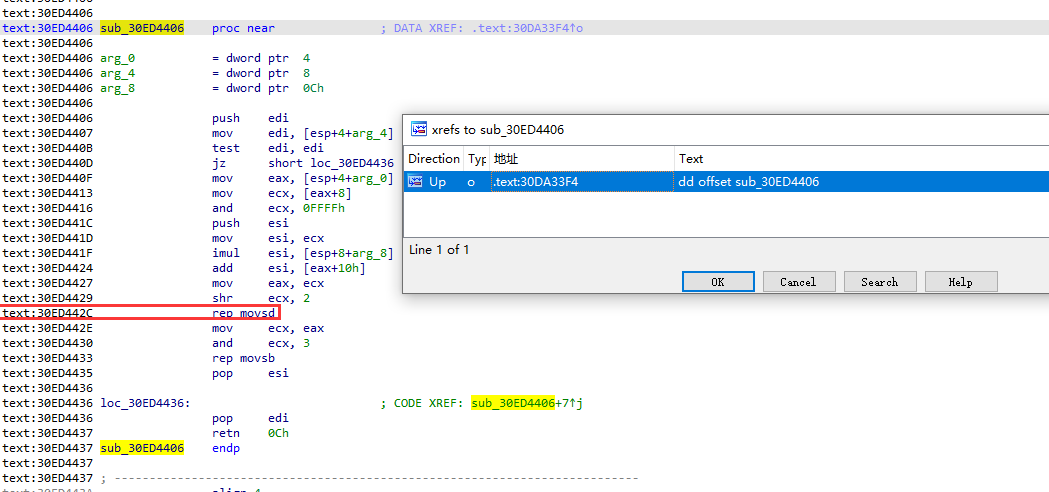 text:30ED4406
text:30ED4406 sub_30ED4406 proc near ; DATA XREF: .text:30DA33F4↑o
text:30ED4406
text:30ED4406 arg_0 = dword ptr 4
text:30ED4406 arg_4 = dword ptr 8
text:30ED4406 arg_8 = dword ptr 0Ch
text:30ED4406
text:30ED4406 push edi
text:30ED4407 mov edi, [esp+4+arg_4]
text:30ED440B test edi, edi
text:30ED440D jz short loc_30ED4436
text:30ED440F mov eax, [esp+4+arg_0]
text:30ED4413 mov ecx, [eax+8]
text:30ED4416 and ecx, 0FFFFh
text:30ED441C push esi
text:30ED441D mov esi, ecx
text:30ED441F imul esi, [esp+8+arg_8]
text:30ED4424 add esi, [eax+10h]
text:30ED4427 mov eax, ecx
text:30ED4429 shr ecx, 2
text:30ED442C rep movsd
text:30ED442E mov ecx, eax
text:30ED4430 and ecx, 3
text:30ED4433 rep movsb
text:30ED4435 pop esi
text:30ED4436
text:30ED4436 loc_30ED4436: ; CODE XREF: sub_30ED4406+7↑j
text:30ED4436 pop edi
text:30ED4437 retn 0Ch
text:30ED4437 sub_30ED4406 endp
text:30ED4437
text:30ED4437 ; ---------------------------------------------------------------------------
xrefs to sub_30ED4406
Direction Typ 地址 Text
Up o .text:30DA33F4 dd offset sub_30ED4406
Line 1 of 1
OK Cancel Search Help